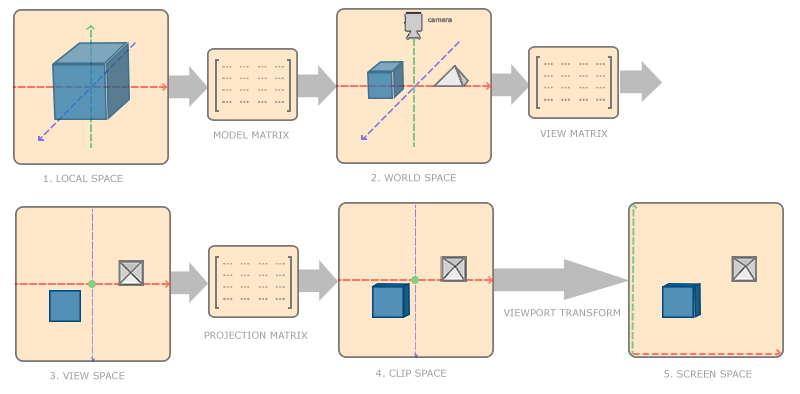 camera
MODEL MATRIX
VIEW MATRIX
1. LOCAL SPACE
2. WORLD SPACE
PROJECTION MATRIX
VIEWPORT TRANSFORM
3. VIEW SPACE
4. CLIP SPACE
5. SCREEN SPACE